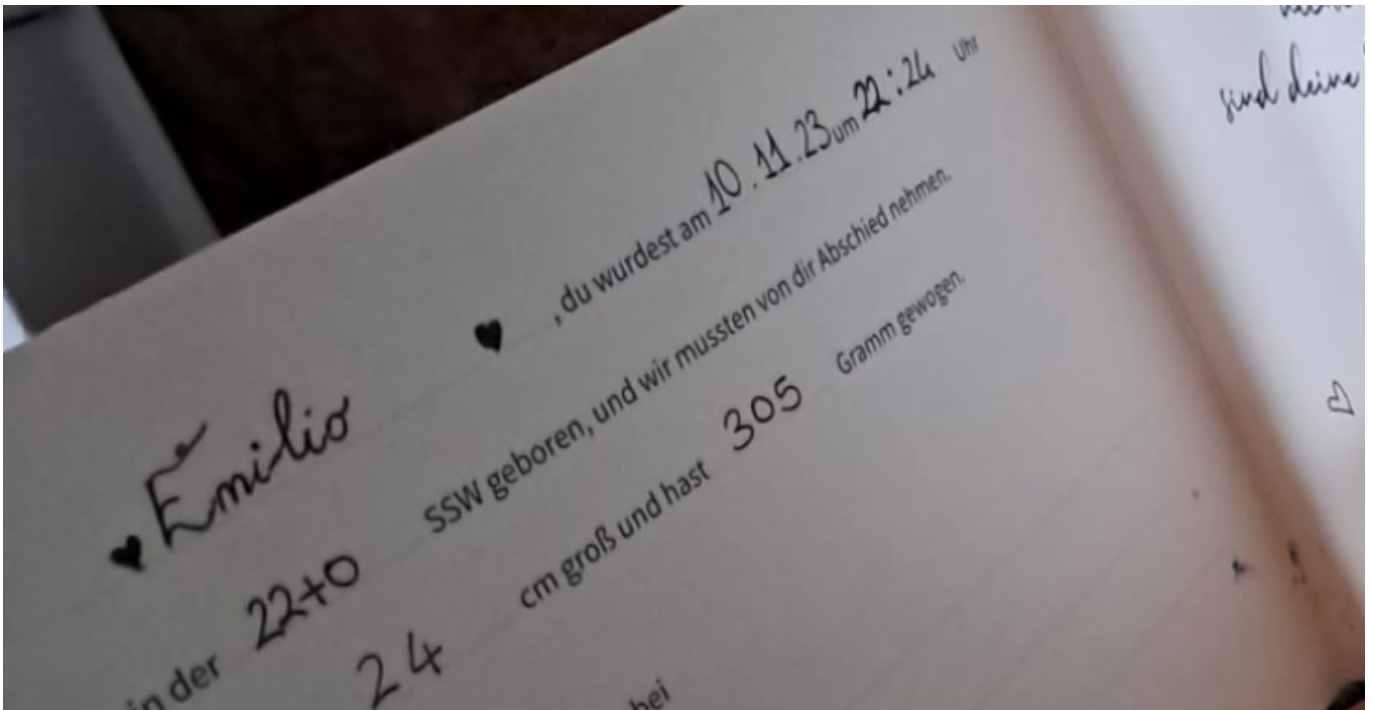 ♥ Emilio ♥, du wurdest am 10.11.23 um 22:24 Uhr
in der 22+0 SSW geboren, und wir mussten von dir Abschied nehmen.
24 cm groß und hast 305 Gramm gewogen.
bei
sind deine